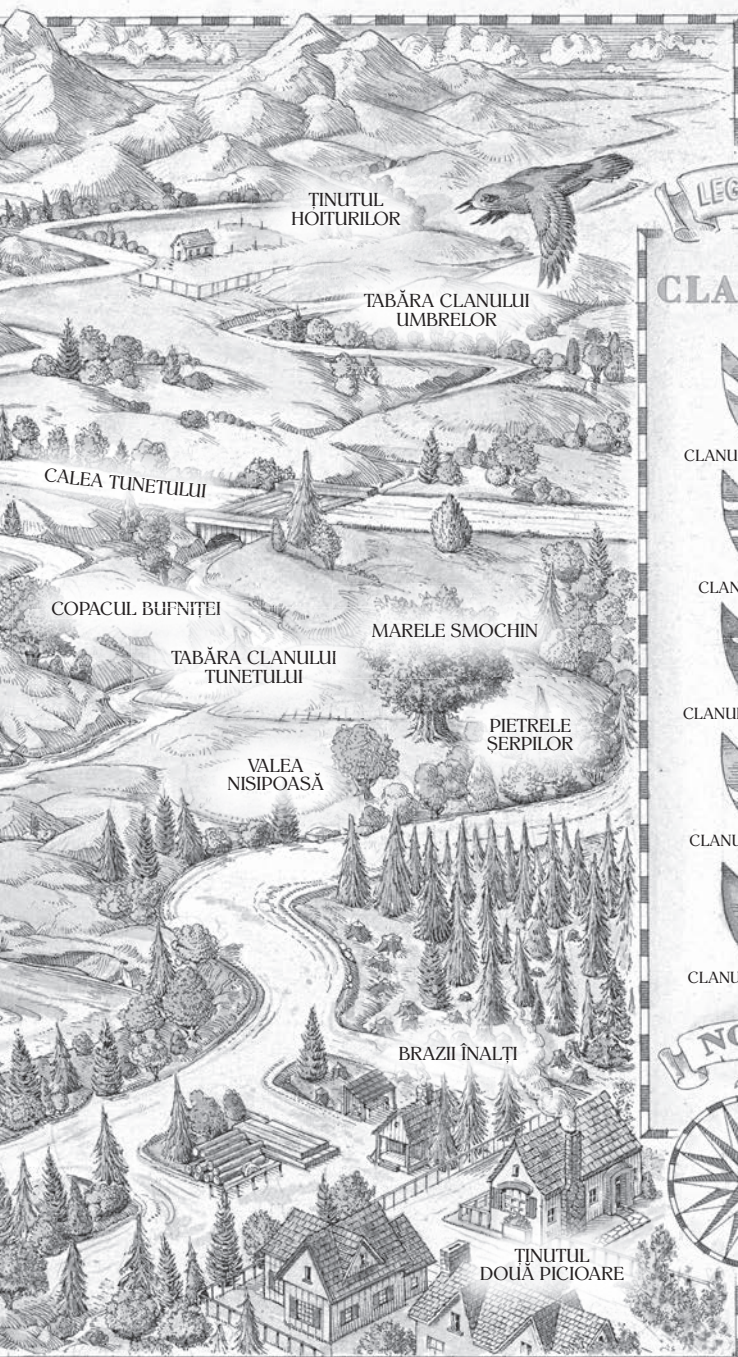 ȚINUTUL
HOITURILOR
TABĂRA CLANULUI
UMBRELOR
CALEA TUNETULUI
COPACUL BUFNIȚEI
MARELE SMOCHIN
TABĂRA CLANULUI
TUNETULUI
PIETRELE
ȘERPILOR
VALEA
NISIPOASĂ
BRAZII ÎNALȚI
ȚINUTUL
DOUĂ PICIOARE